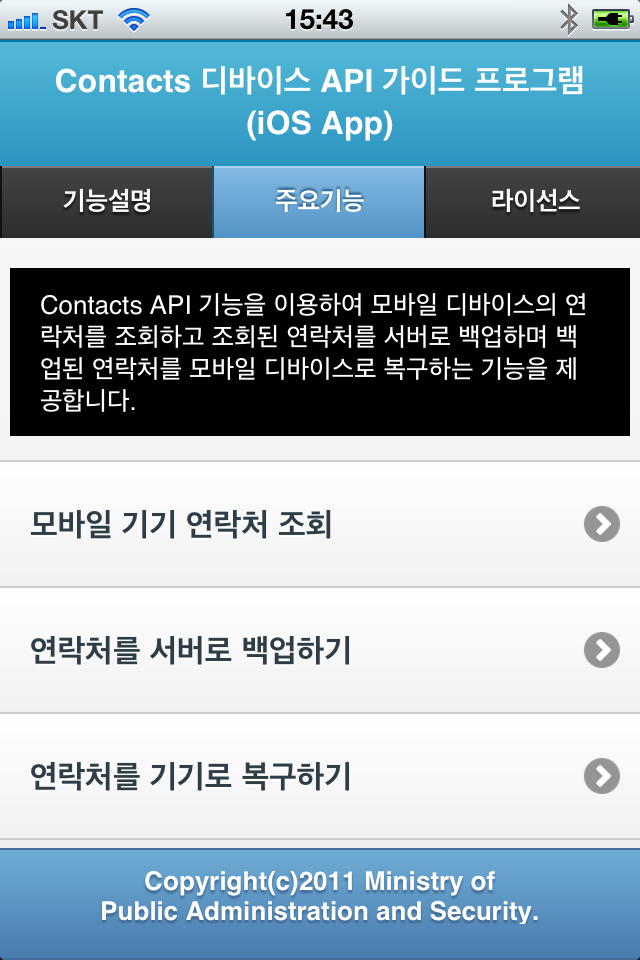 SKT 15:43
Contacts 디바이스 API 가이드 프로그램
(iOS App)
기능설명 주요기능 라이선스
Contacts API 기능을 이용하여 모바일 디바이스의 연
락처를 조회하고 조회된 연락처를 서버로 백업하며 백
업된 연락처를 모바일 디바이스로 복구하는 기능을 제
공합니다.
모바일 기기 연락처 조회
연락처를 서버로 백업하기
연락처를 기기로 복구하기
Copyright(c)2011 Ministry of
Public Administration and Security.